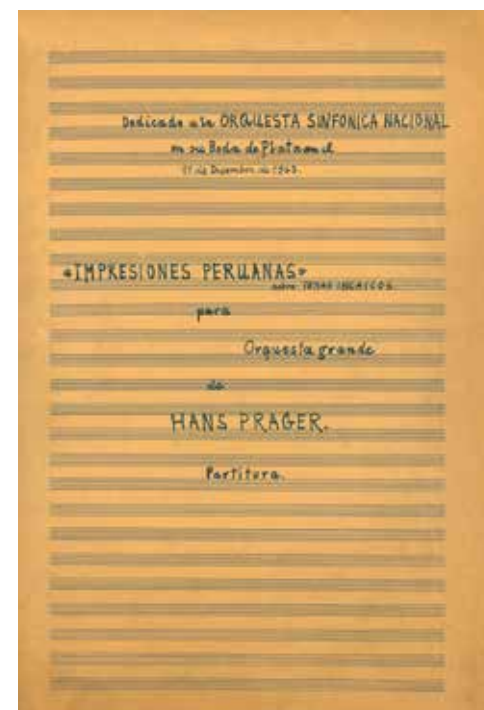 Dedicado a la ORQUESTA SINFONICA NACIONAL
en su Boda de Plata el
11 de Diciembre de 1963.
«IMPRESIONES PERUANAS»
sobre TEMAS INCAICOS.
para
Orquesta grande
de
HANS PRAGER.
Partitura.